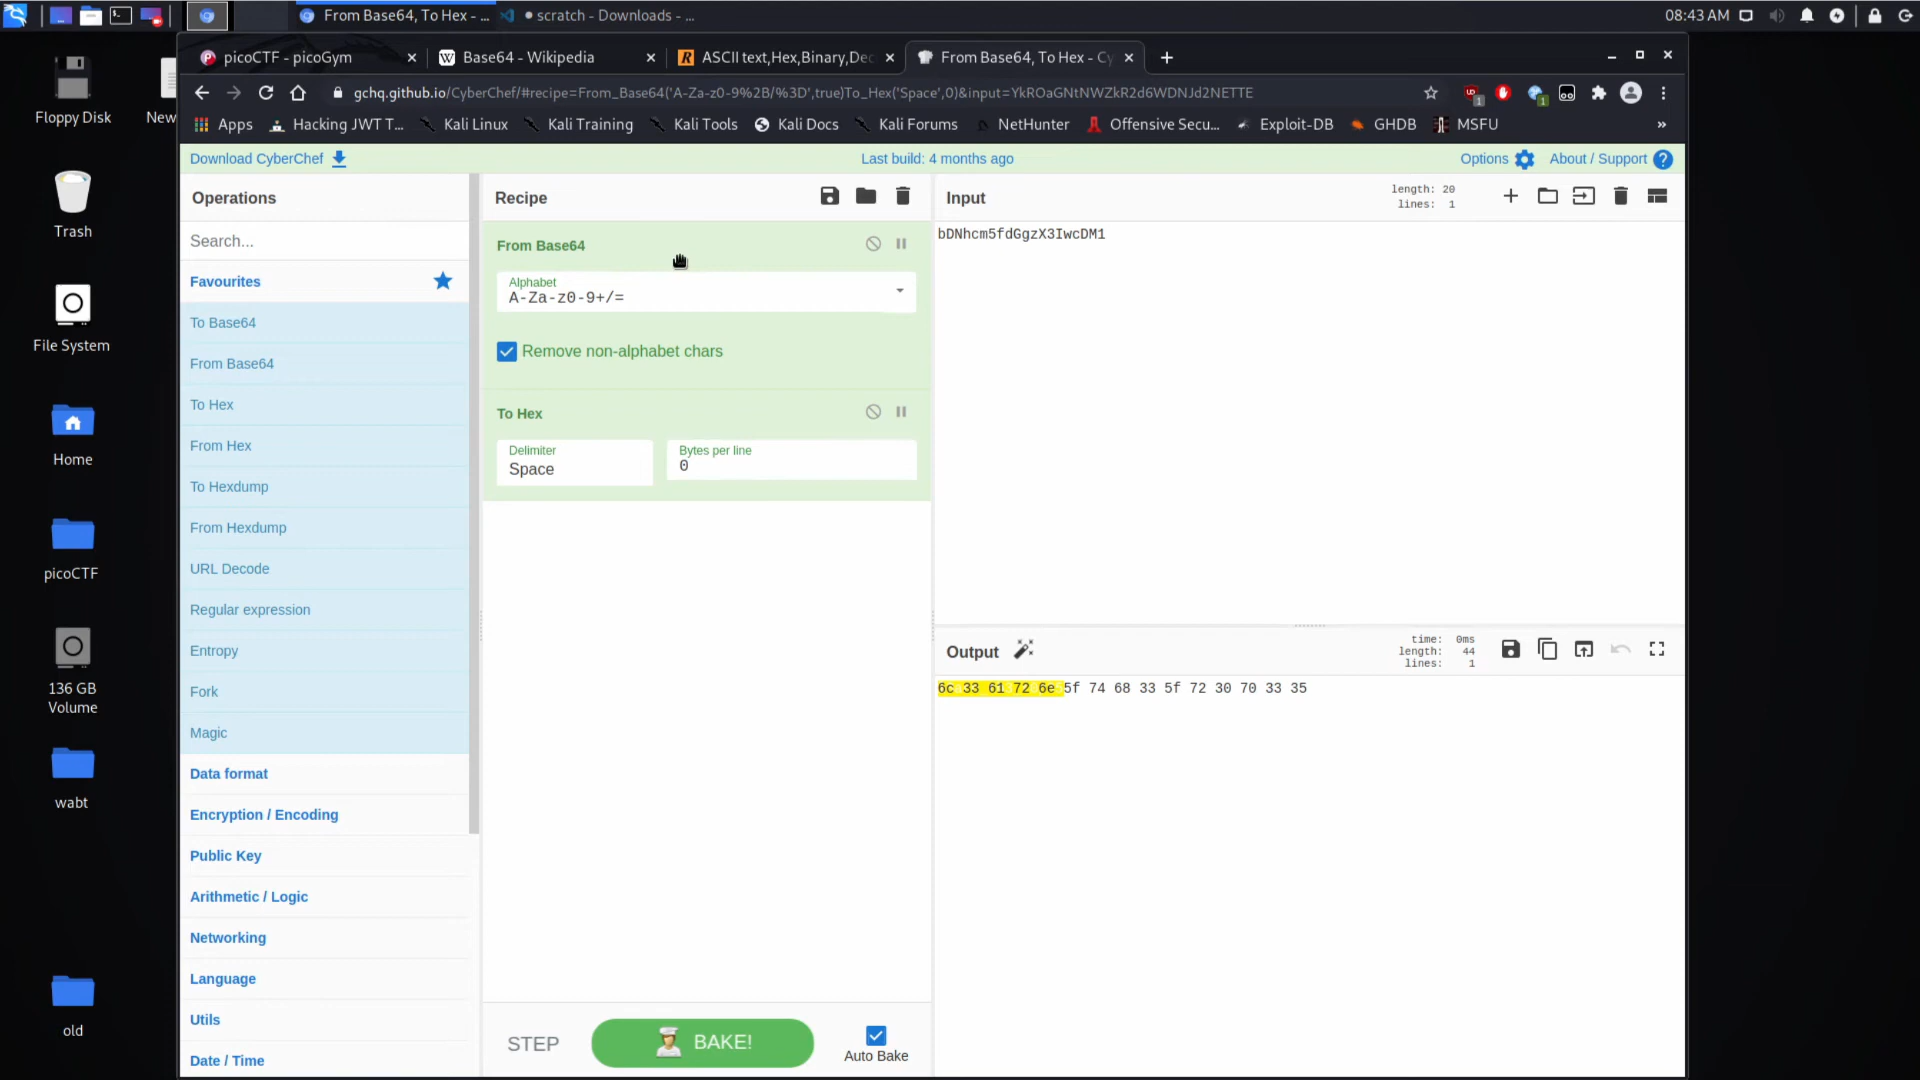 From Base64, To Hex - ...
scratch - Downloads - ...
08:43 AM
Floppy Disk
New
Trash
File System
Home
picoCTF
136 GB
Volume
wabt
old
picoCTF - picoGym
Base64 - Wikipedia
ASCII text,Hex,Binary,Dec
From Base64, To Hex - Cy
gchq.github.io/CyberChef/#recipe=From_Base64('A-Za-z0-9%2B/%3D',true)To_Hex('Space',0)&input=YkROaGNtNWZkR2d6WDNJd2NETTE
Apps
Hacking JWT T...
Kali Linux
Kali Training
Kali Tools
Kali Docs
Kali Forums
NetHunter
Offensive Secu...
Exploit-DB
GHDB
MSFU
»
Download CyberChef
Last build: 4 months ago
Options
About / Support
Operations
Search...
Favourites
To Base64
From Base64
To Hex
From Hex
To Hexdump
From Hexdump
URL Decode
Regular expression
Entropy
Fork
Magic
Data format
Encryption / Encoding
Public Key
Arithmetic / Logic
Networking
Language
Utils
Date / Time
Recipe
From Base64
Alphabet
A-Za-z0-9+/=
Remove non-alphabet chars
To Hex
Delimiter
Space
Bytes per line
0
STEP
BAKE!
Auto Bake
Input
length: 20
lines: 1
bDNhcm5fdGgzX3IwcDM1
Output
time: 0ms
length: 44
lines: 1
6c 33 61 72 6e 5f 74 68 33 5f 72 30 70 33 35